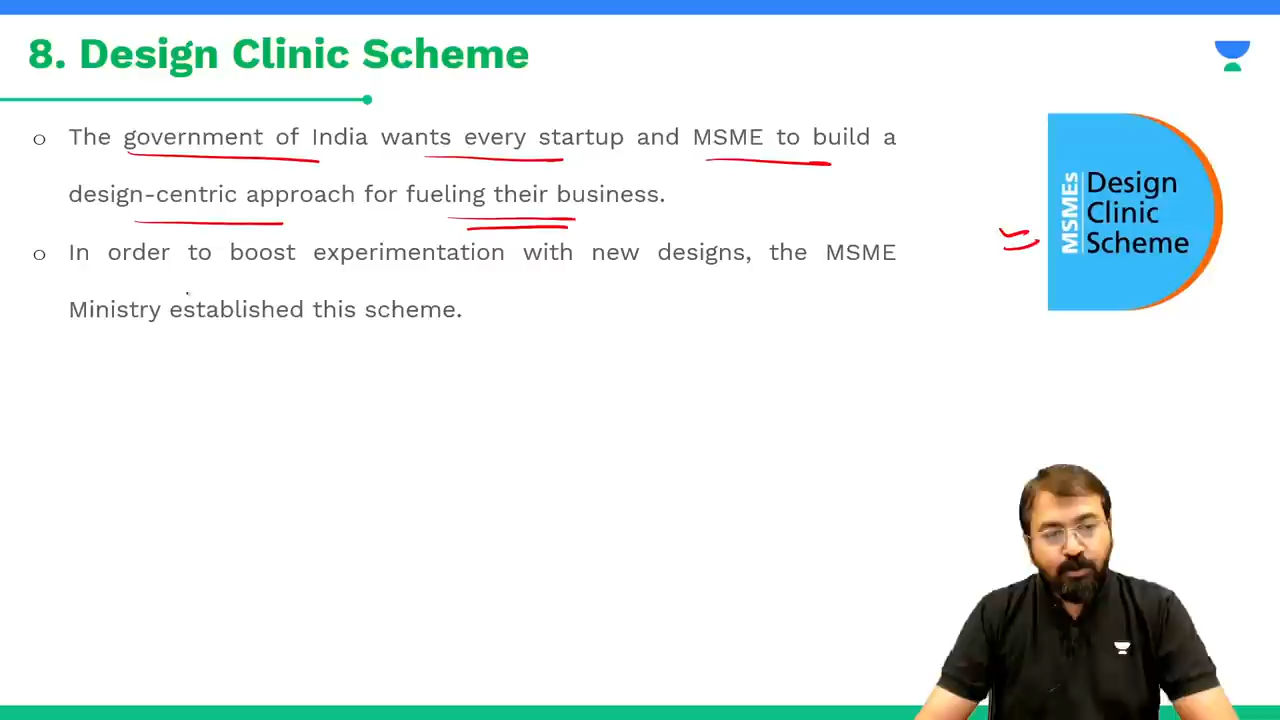 8. Design Clinic Scheme
o The government of India wants every startup and MSME to build a
design-centric approach for fueling their business.
o In order to boost experimentation with new designs, the MSME
Ministry established this scheme.
MSMEs
Design
Clinic
Scheme